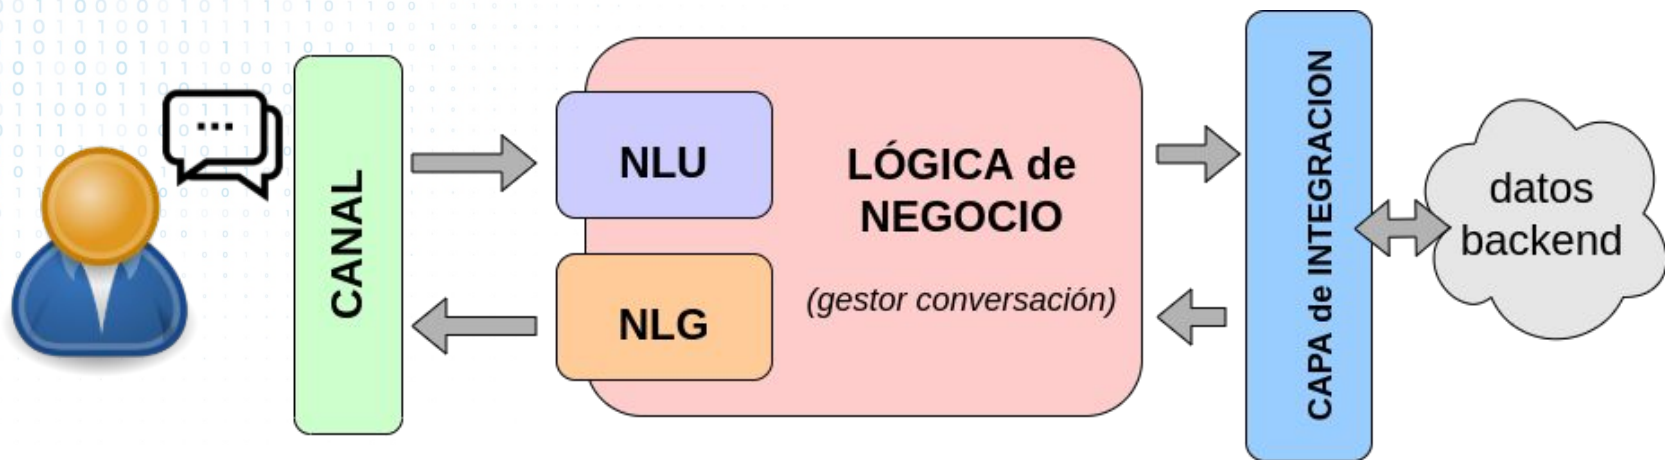 ...
CANAL
NLU
NLG
LÓGICA de
NEGOCIO
(gestor conversación)
CAPA de INTEGRACION
datos
backend